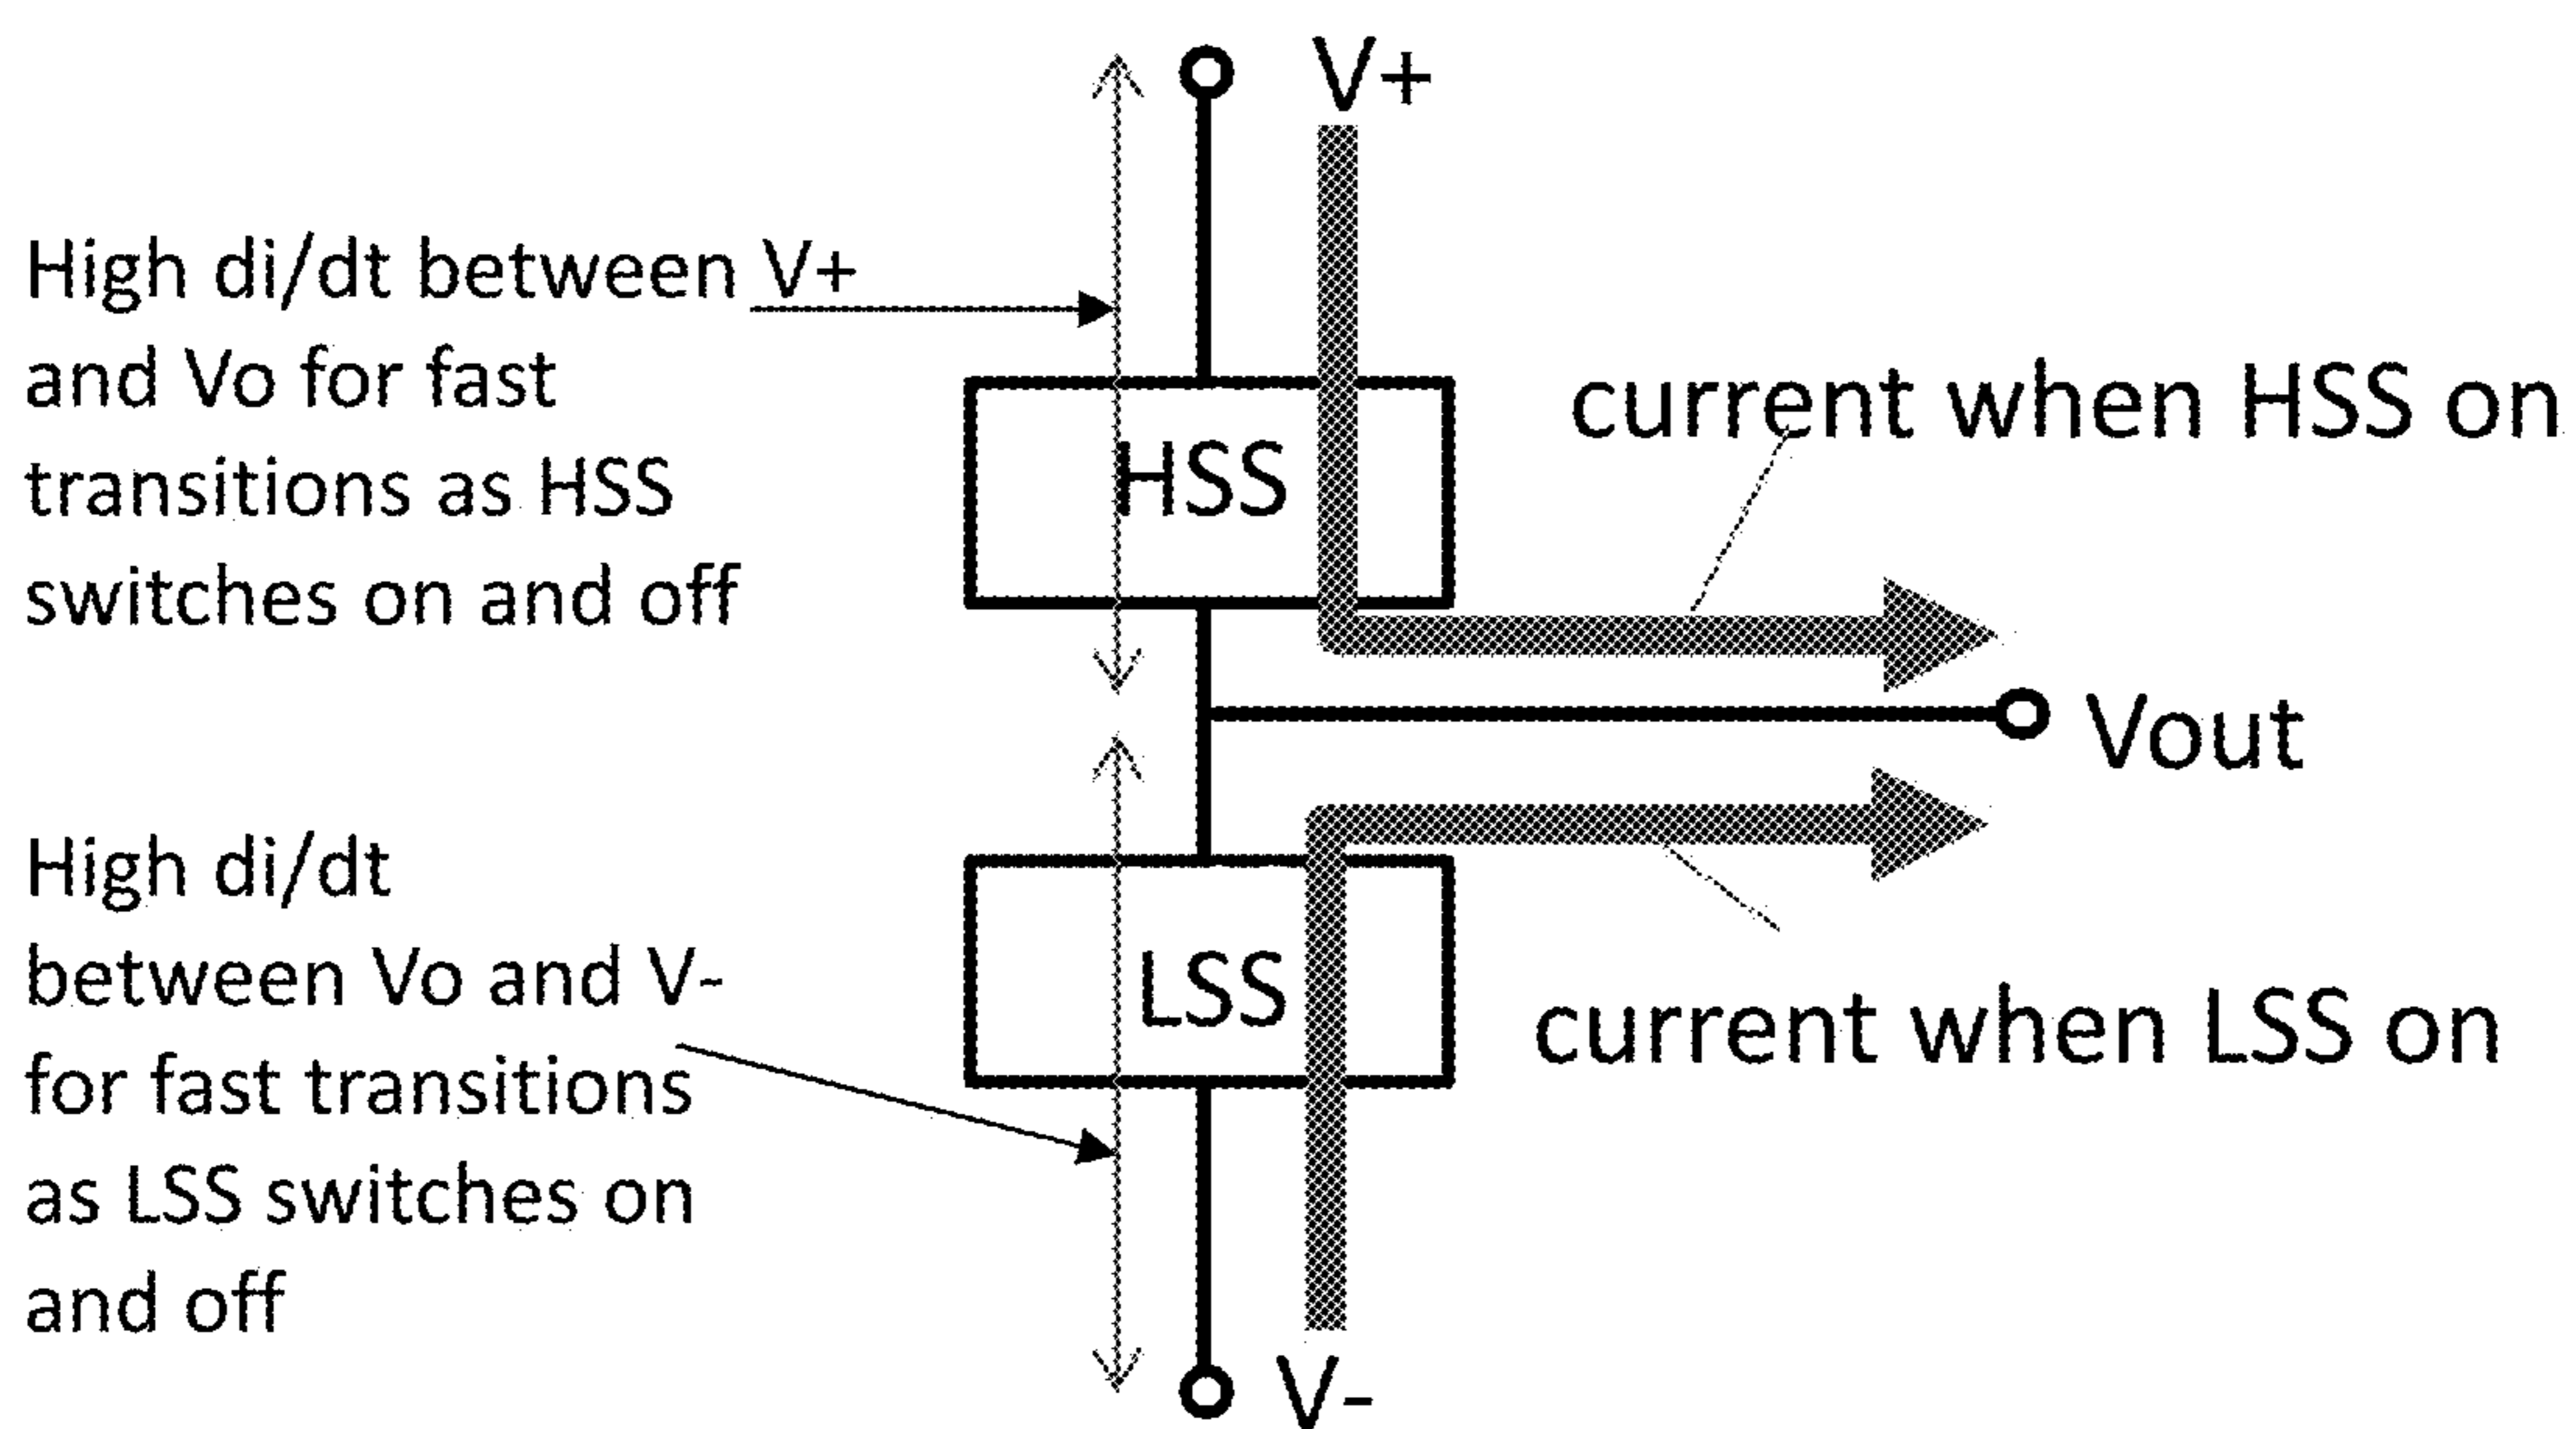 V+
High di/dt between V+
and Vo for fast
transitions as HSS
switches on and off
HSS
current when HSS on
Vout
High di/dt
between Vo and V-
for fast transitions
as LSS switches on
and off
LSS
current when LSS on
V-